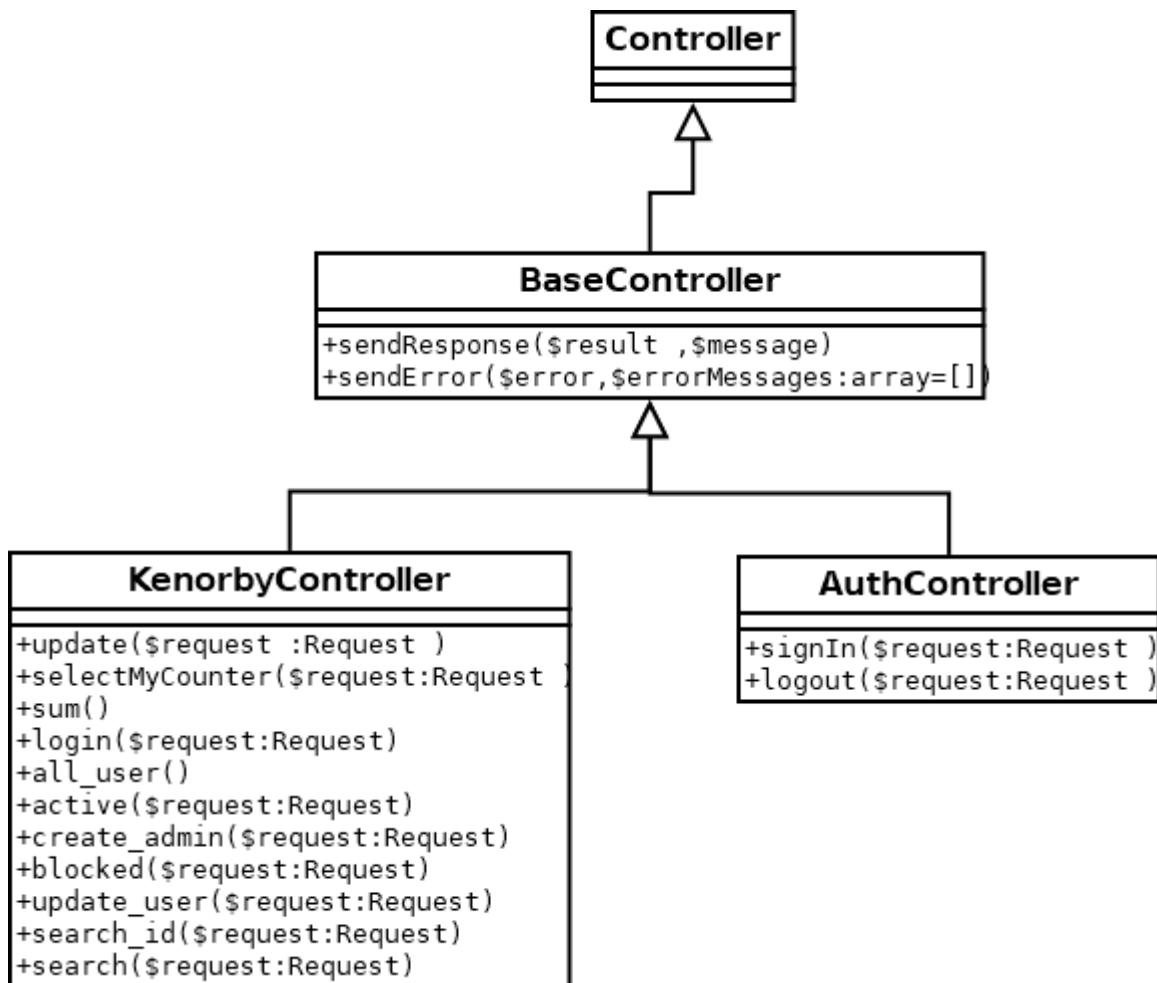 Controller
BaseController
+sendResponse($result ,$message)
+sendError($error,$errorMessages:array=[])
KenorbyController
+update($request :Request )
+selectMyCounter($request:Request )
+sum()
+login($request:Request)
+all_user()
+active($request:Request)
+create_admin($request:Request)
+blocked($request:Request)
+update_user($request:Request)
+search_id($request:Request)
+search($request:Request)
AuthController
+signIn($request:Request )
+logout($request:Request )